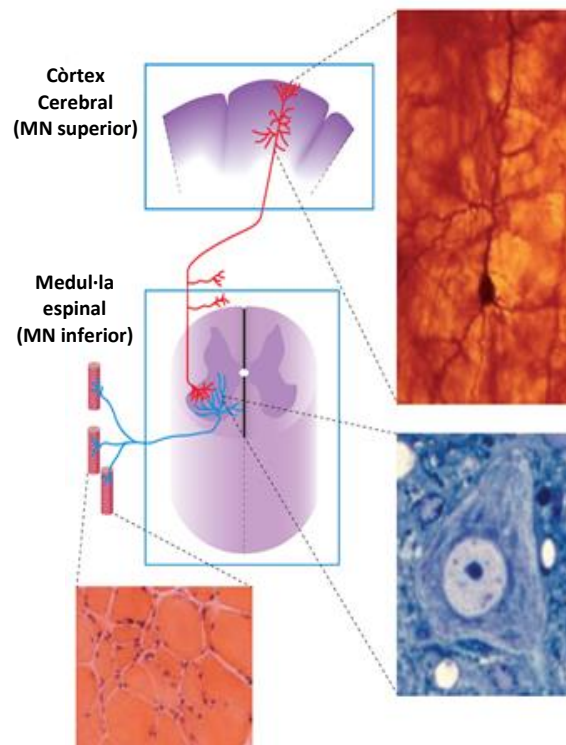 Còrtex
Cerebral
(MN superior)
Medul·la
espinal
(MN inferior)